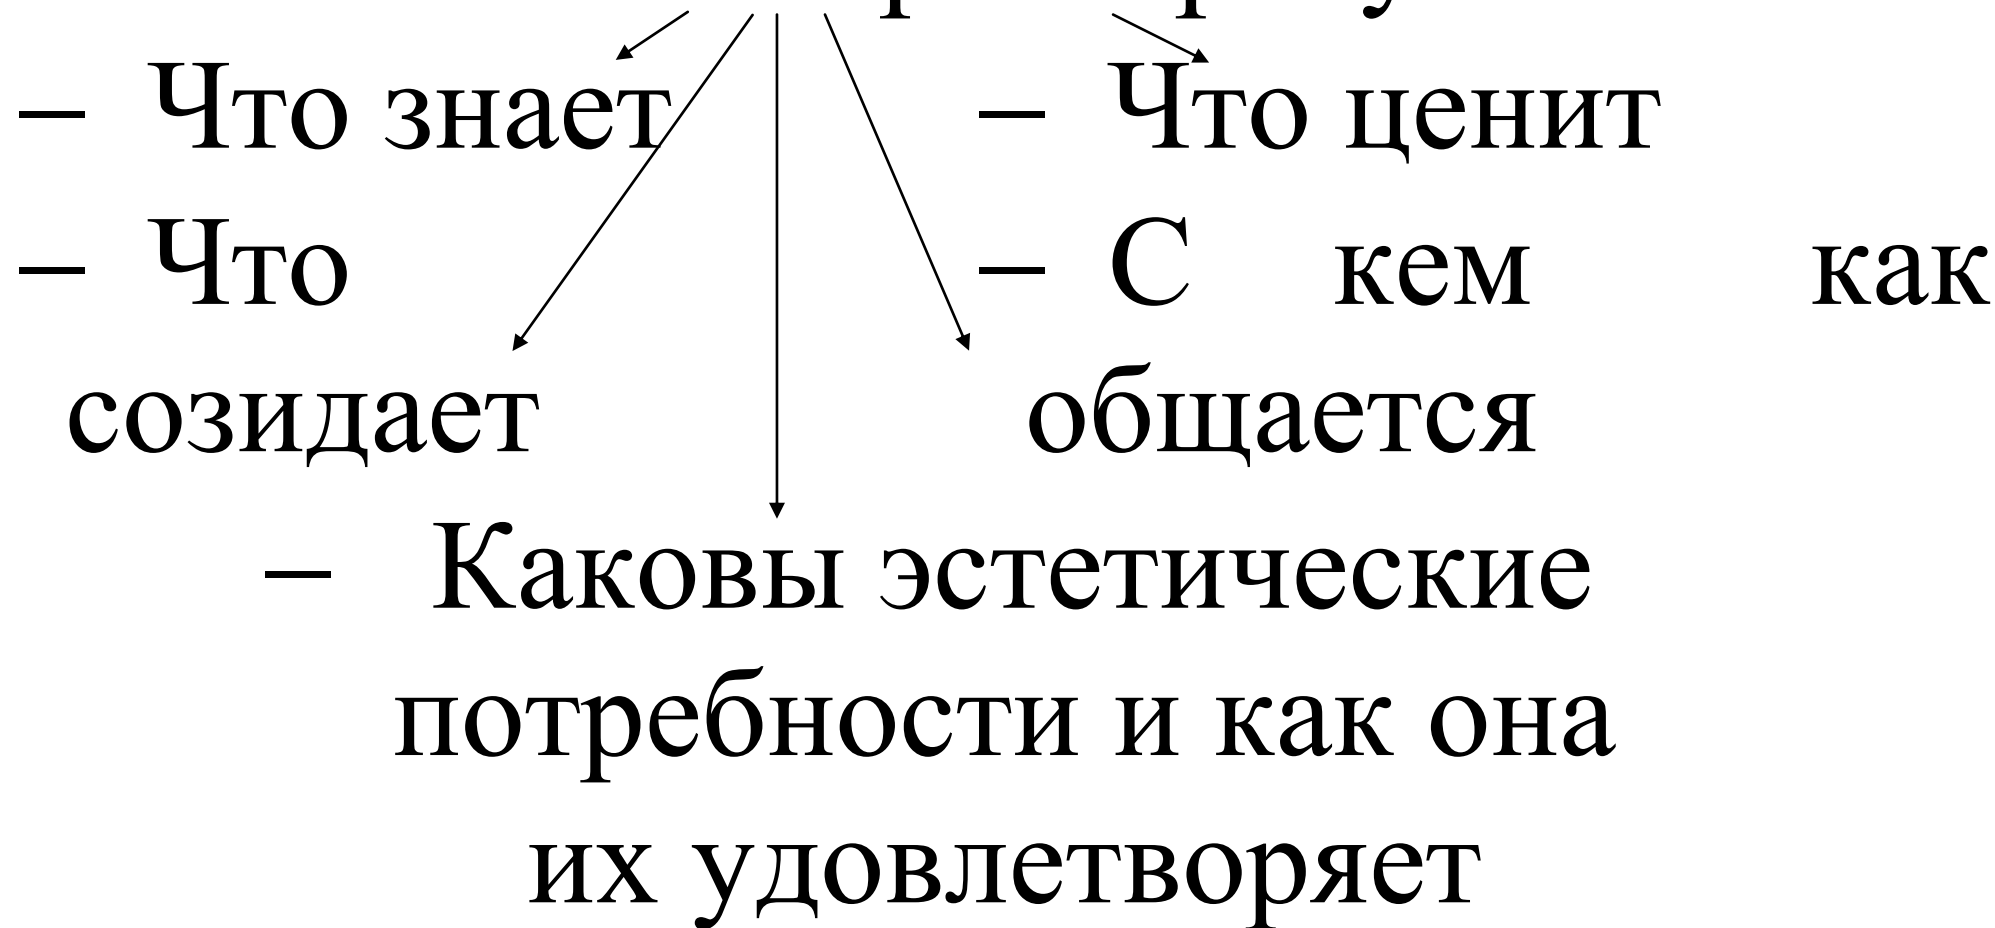 – Что знает – Что ценит
– Что – С кем как
созидает общается
– Каковы эстетические
потребности и как она
их удовлетворяет